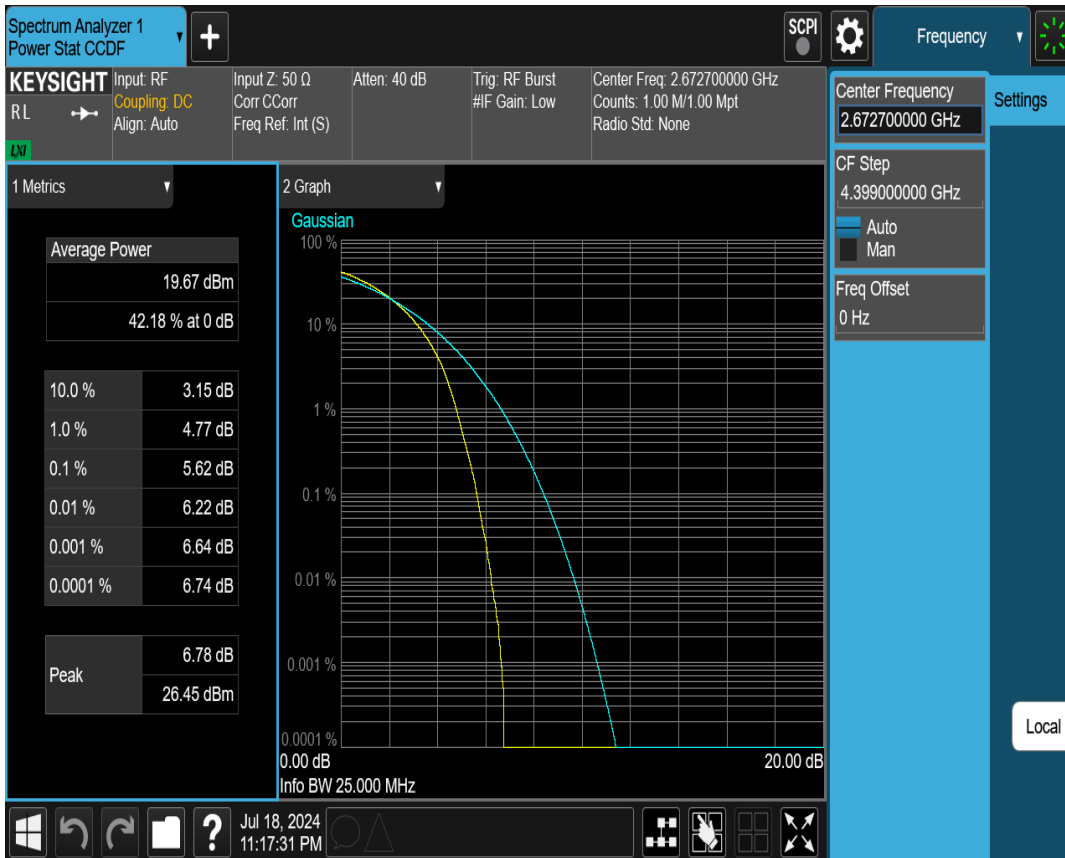 Spectrum Analyzer 1
Power Stat CCDF
SCPI
Frequency
KEYSIGHT
RL
LXI
Input: RF
Coupling: DC
Align: Auto
Input Z: 50 Ω
Corr CCorr
Freq Ref: Int (S)
Atten: 40 dB
Trig: RF Burst
#IF Gain: Low
Center Freq: 2.672700000 GHz
Counts: 1.00 M/1.00 Mpt
Radio Std: None
Center Frequency
2.672700000 GHz
Settings
CF Step
4.399000000 GHz
Auto
Man
Freq Offset
0 Hz
1 Metrics
Average Power
19.67 dBm
42.18 % at 0 dB
10.0 % 3.15 dB
1.0 % 4.77 dB
0.1 % 5.62 dB
0.01 % 6.22 dB
0.001 % 6.64 dB
0.0001 % 6.74 dB
Peak
6.78 dB
26.45 dBm
2 Graph
Gaussian
100 %
10 %
1 %
0.1 %
0.01 %
0.001 %
0.0001 %
0.00 dB 20.00 dB
Info BW 25.000 MHz
Local
?
Jul 18, 2024
11:17:31 PM